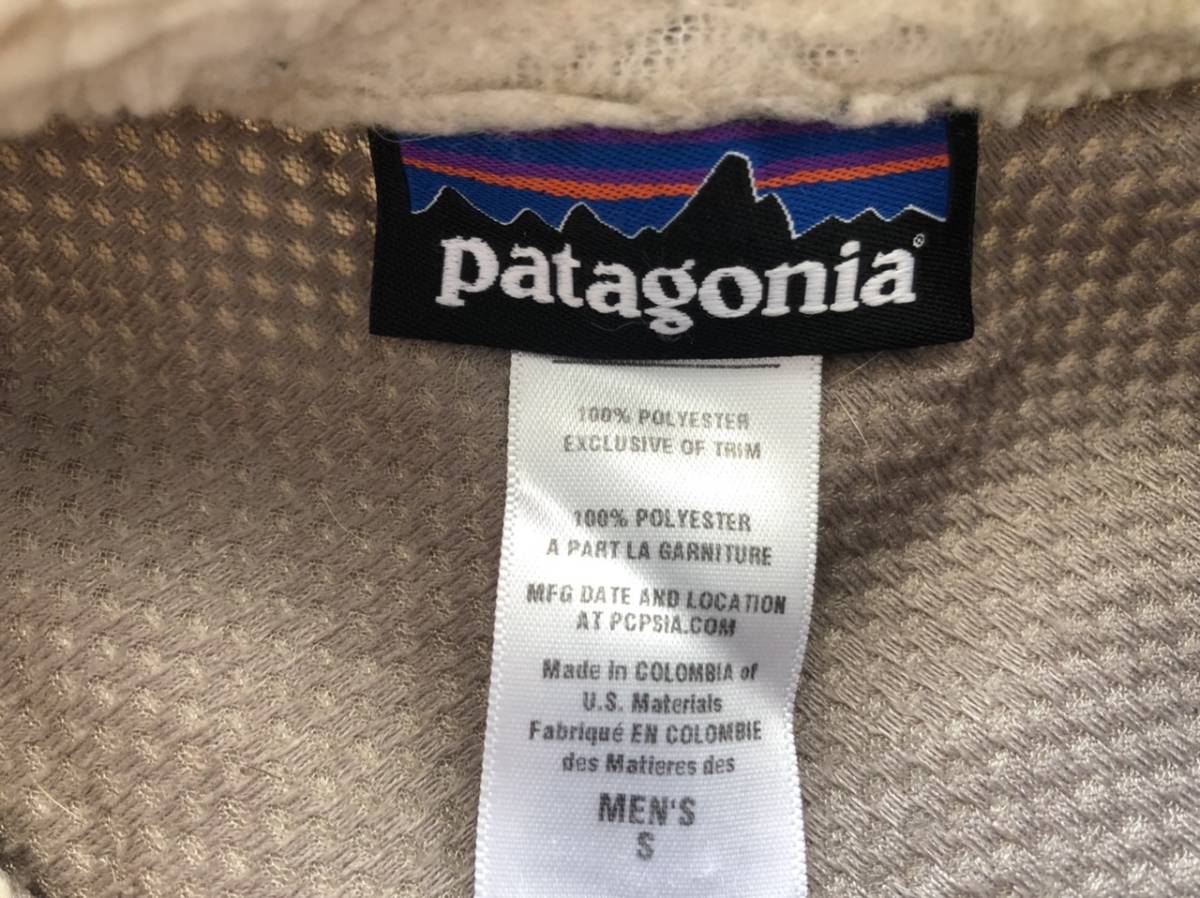 patagonia®
100% POLYESTER
EXCLUSIVE OF TRIM
100% POLYESTER
A PART LA GARNITURE
MFG DATE AND LOCATION
AT PCPSIA.COM
Made in COLOMBIA of
U.S. Materials
Fabriqué EN COLOMBIE
des Matieres des
MEN'S
S